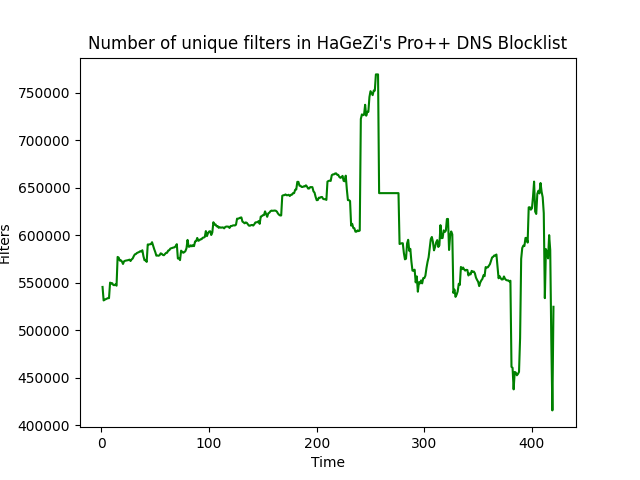 Number of unique filters in HaGeZi's Pro++ DNS Blocklist
750000
700000
650000
600000
550000
500000
450000
400000
Filters
0 100 200 300 400
Time